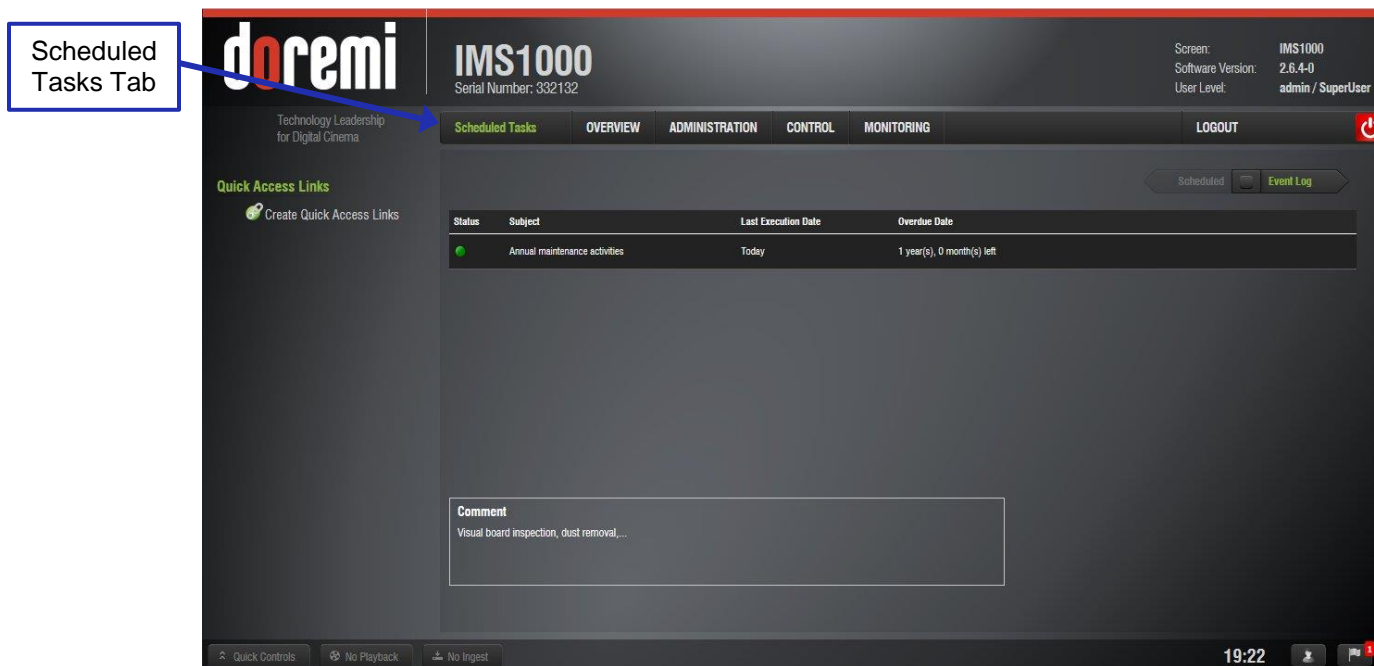 Scheduled
Tasks Tab
doremi
Technology Leadership
for Digital Cinema
IMS1000
Serial Number: 332132
Screen: IMS1000
Software Version: 2.6.4-0
User Level: admin / SuperUser
Scheduled Tasks OVERVIEW ADMINISTRATION CONTROL MONITORING LOGOUT
Quick Access Links
Create Quick Access Links
Scheduled Event Log
Status Subject Last Execution Date Overdue Date
Annual maintenance activities Today 1 year(s), 0 month(s) left
Comment
Visual board inspection, dust removal,...
Quick Controls No Playback No Ingest 19:22 1